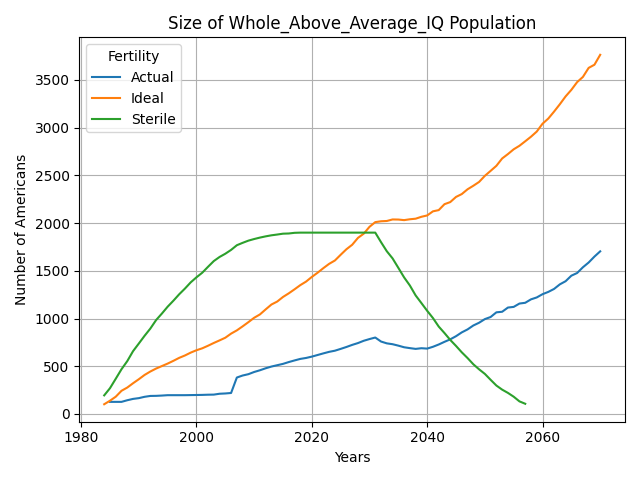 Size of Whole_Above_Average_IQ Population
Fertility
Actual
Ideal
Sterile
Number of Americans
3500
3000
2500
2000
1500
1000
500
0
1980
2000
2020
2040
2060
Years